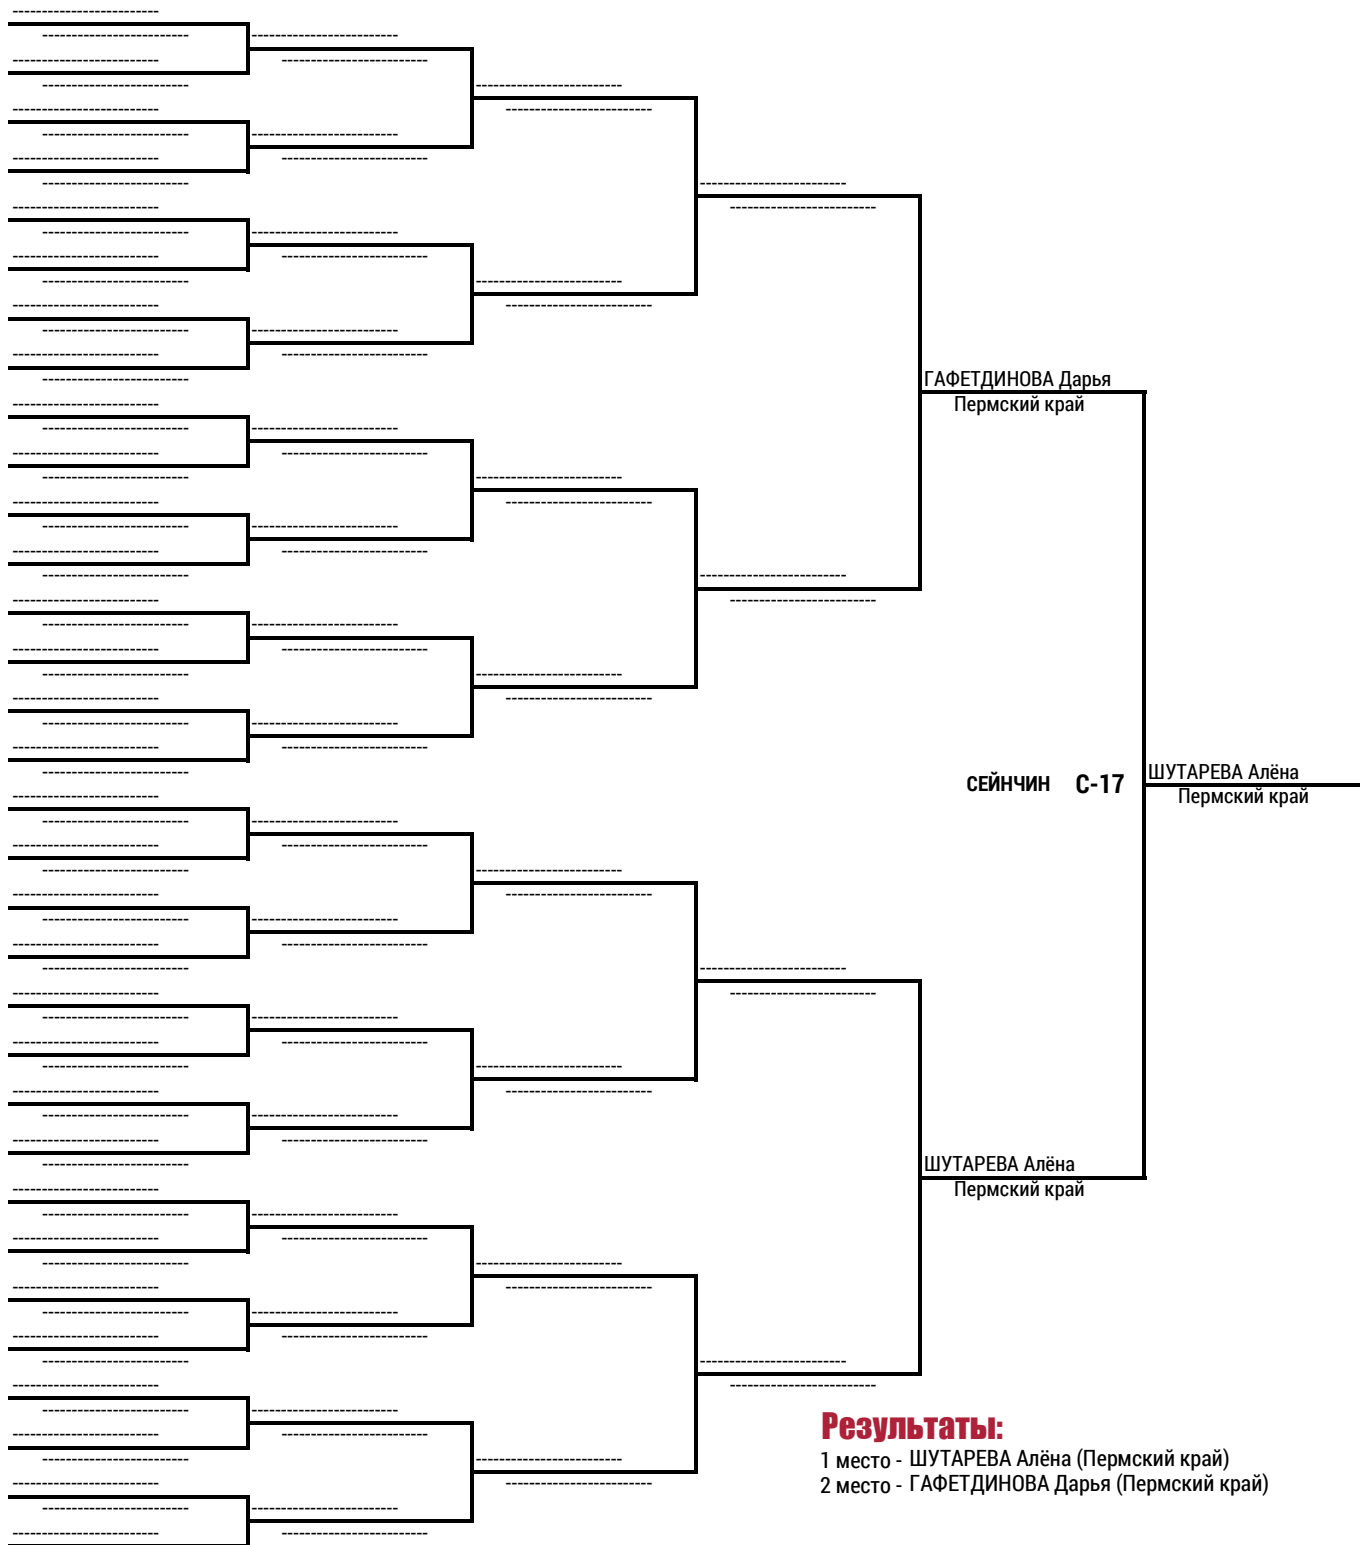 ГАФЕТДИНОВА Дарья
Пермский край
СЕЙНЧИН С-17
ШУТАРЕВА Алёна
Пермский край
ШУТАРЕВА Алёна
Пермский край
Результаты:
1 место - ШУТАРЕВА Алёна (Пермский край)
2 место - ГАФЕТДИНОВА Дарья (Пермский край)